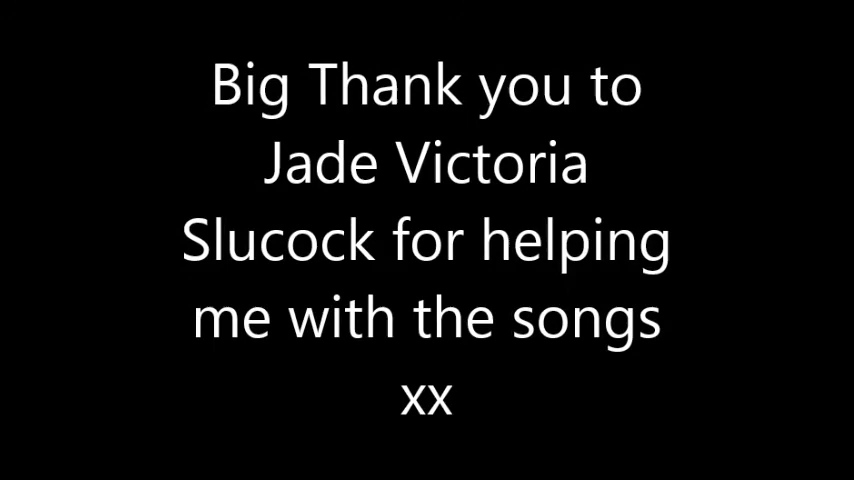 Big Thank you to
Jade Victoria
Slucock for helping
me with the songs
xx